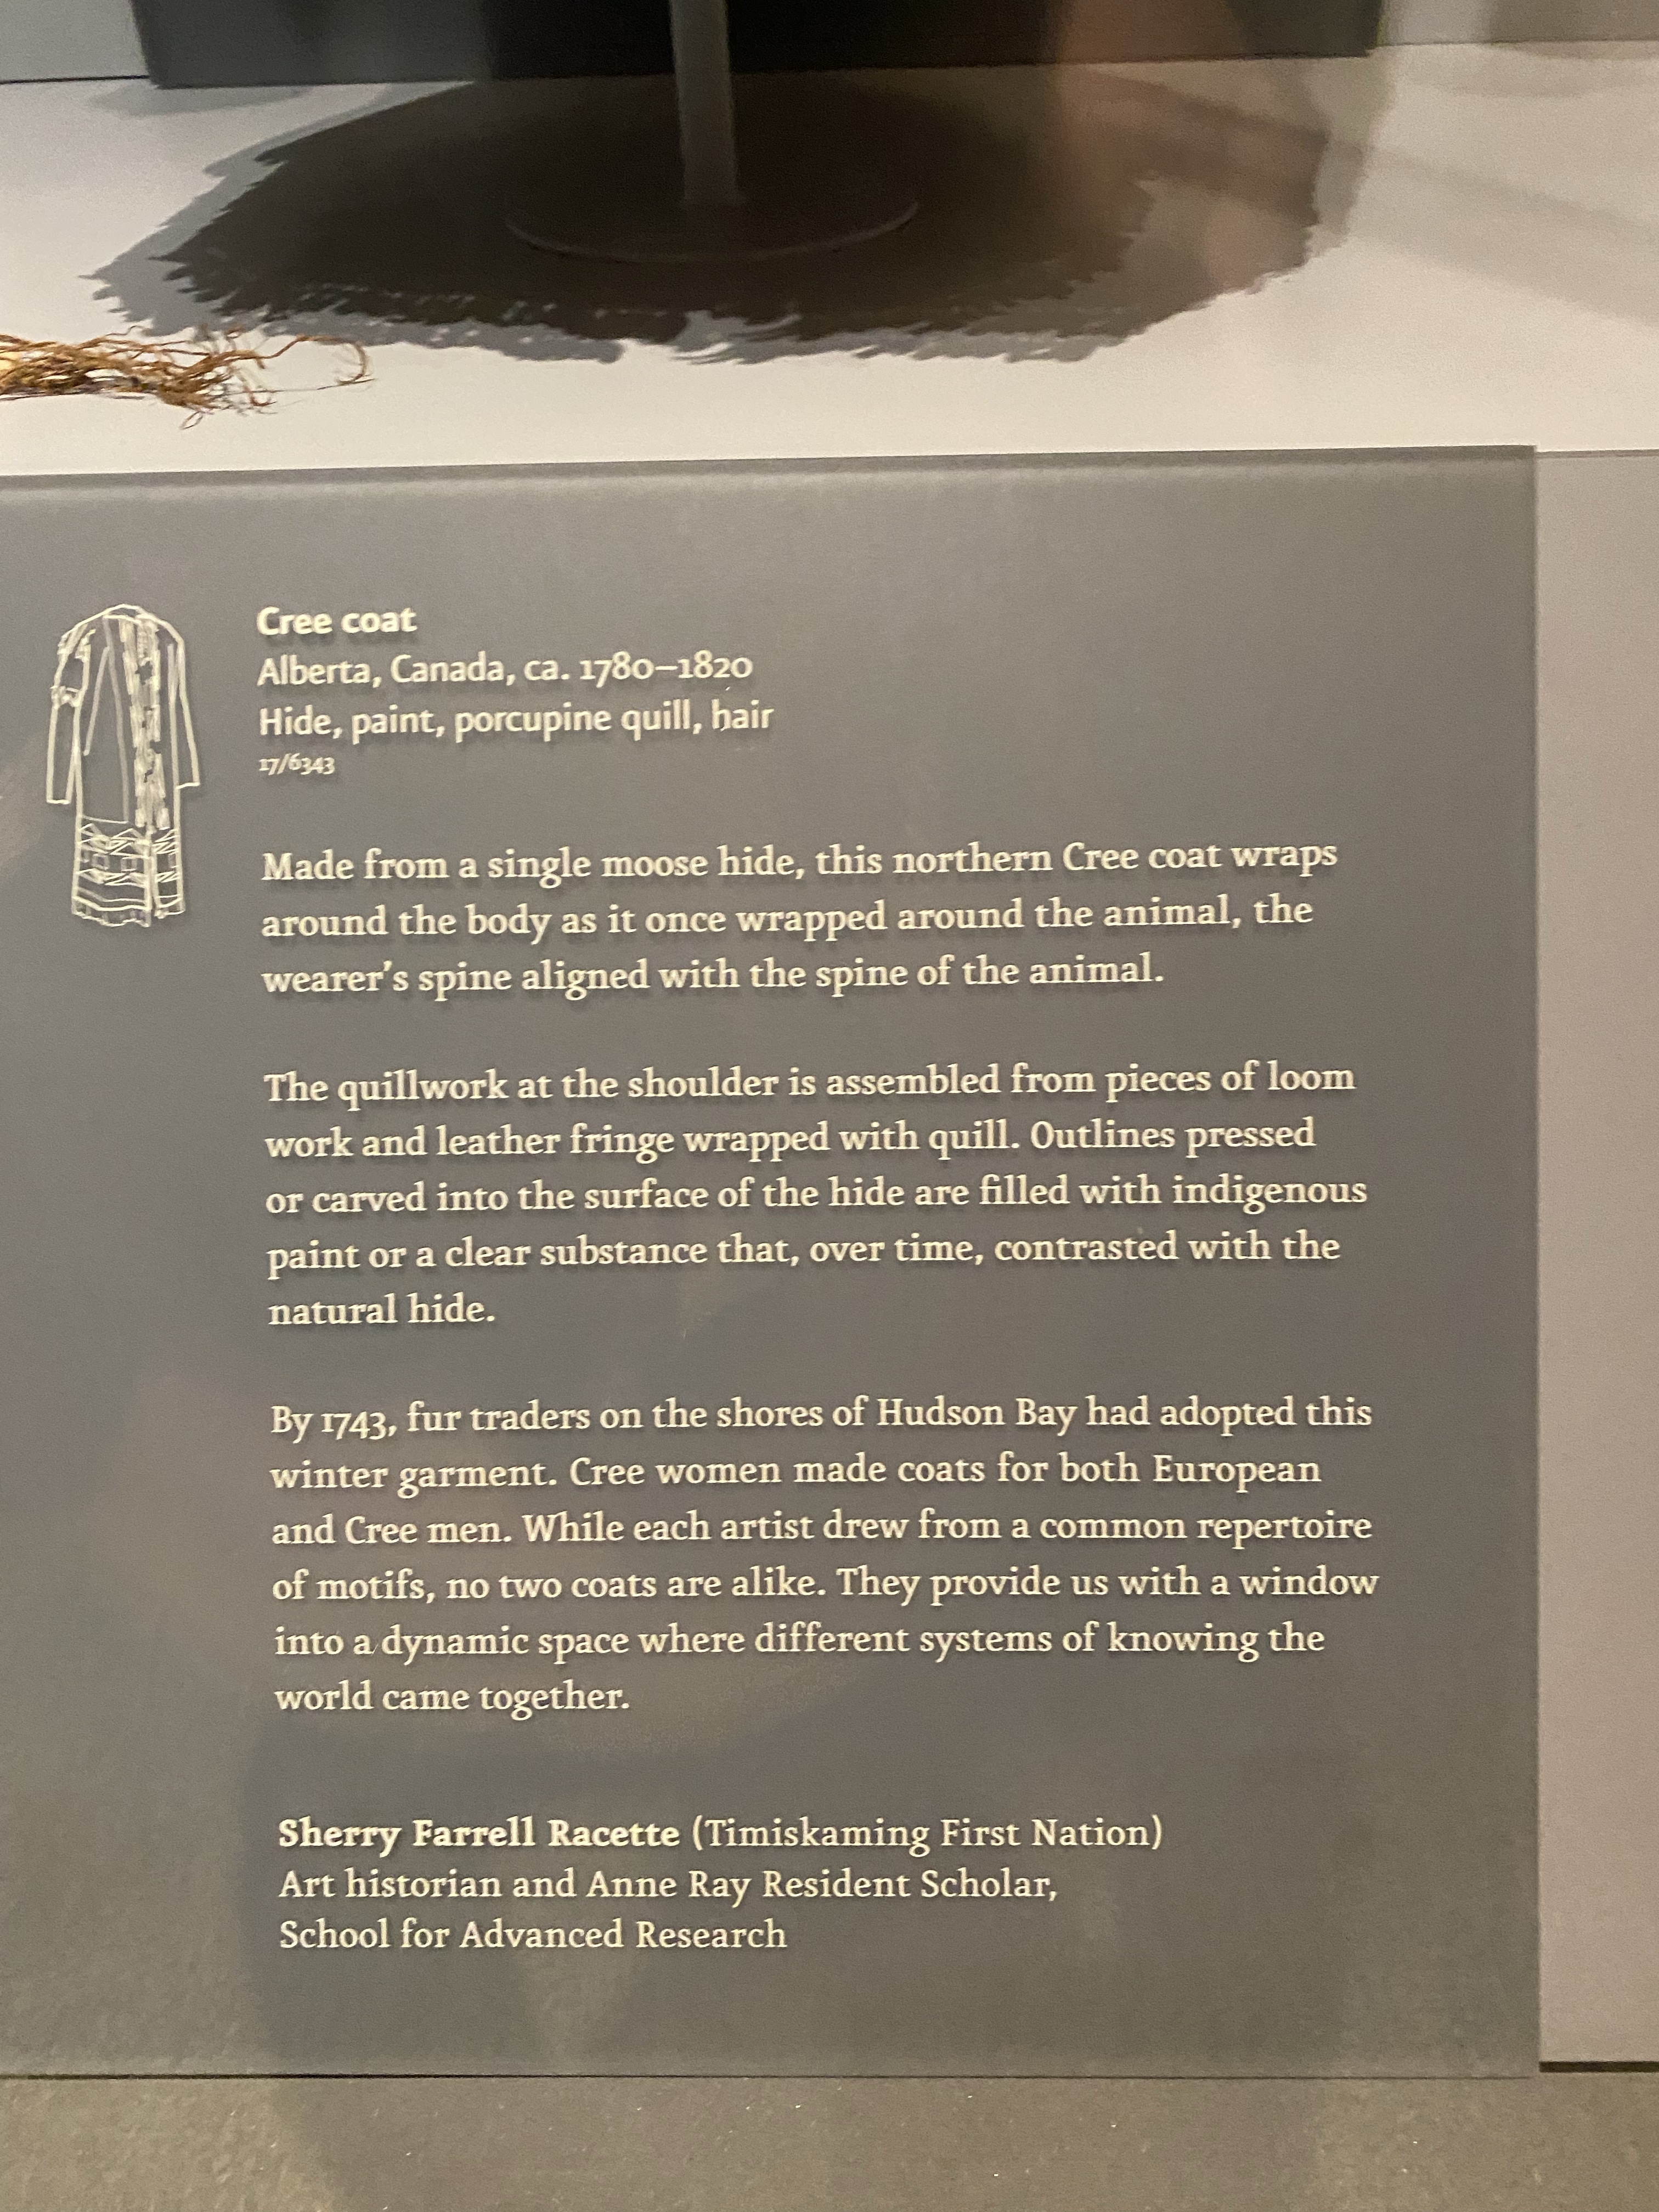 Cree coat
Alberta, Canada, ca. 1780–1820
Hide, paint, porcupine quill, hair
17/6343
Made from a single moose hide, this northern Cree coat wraps
around the body as it once wrapped around the animal, the
wearer's spine aligned with the spine of the animal.
The quillwork at the shoulder is assembled from pieces of loom
work and leather fringe wrapped with quill. Outlines pressed
or carved into the surface of the hide are filled with indigenous
paint or a clear substance that, over time, contrasted with the
natural hide.
By 1743, fur traders on the shores of Hudson Bay had adopted this
winter garment. Cree women made coats for both European
and Cree men. While each artist drew from a common repertoire
of motifs, no two coats are alike. They provide us with a window
into a dynamic space where different systems of knowing the
world came together.
Sherry Farrell Racette (Timiskaming First Nation)
Art historian and Anne Ray Resident Scholar,
School for Advanced Research